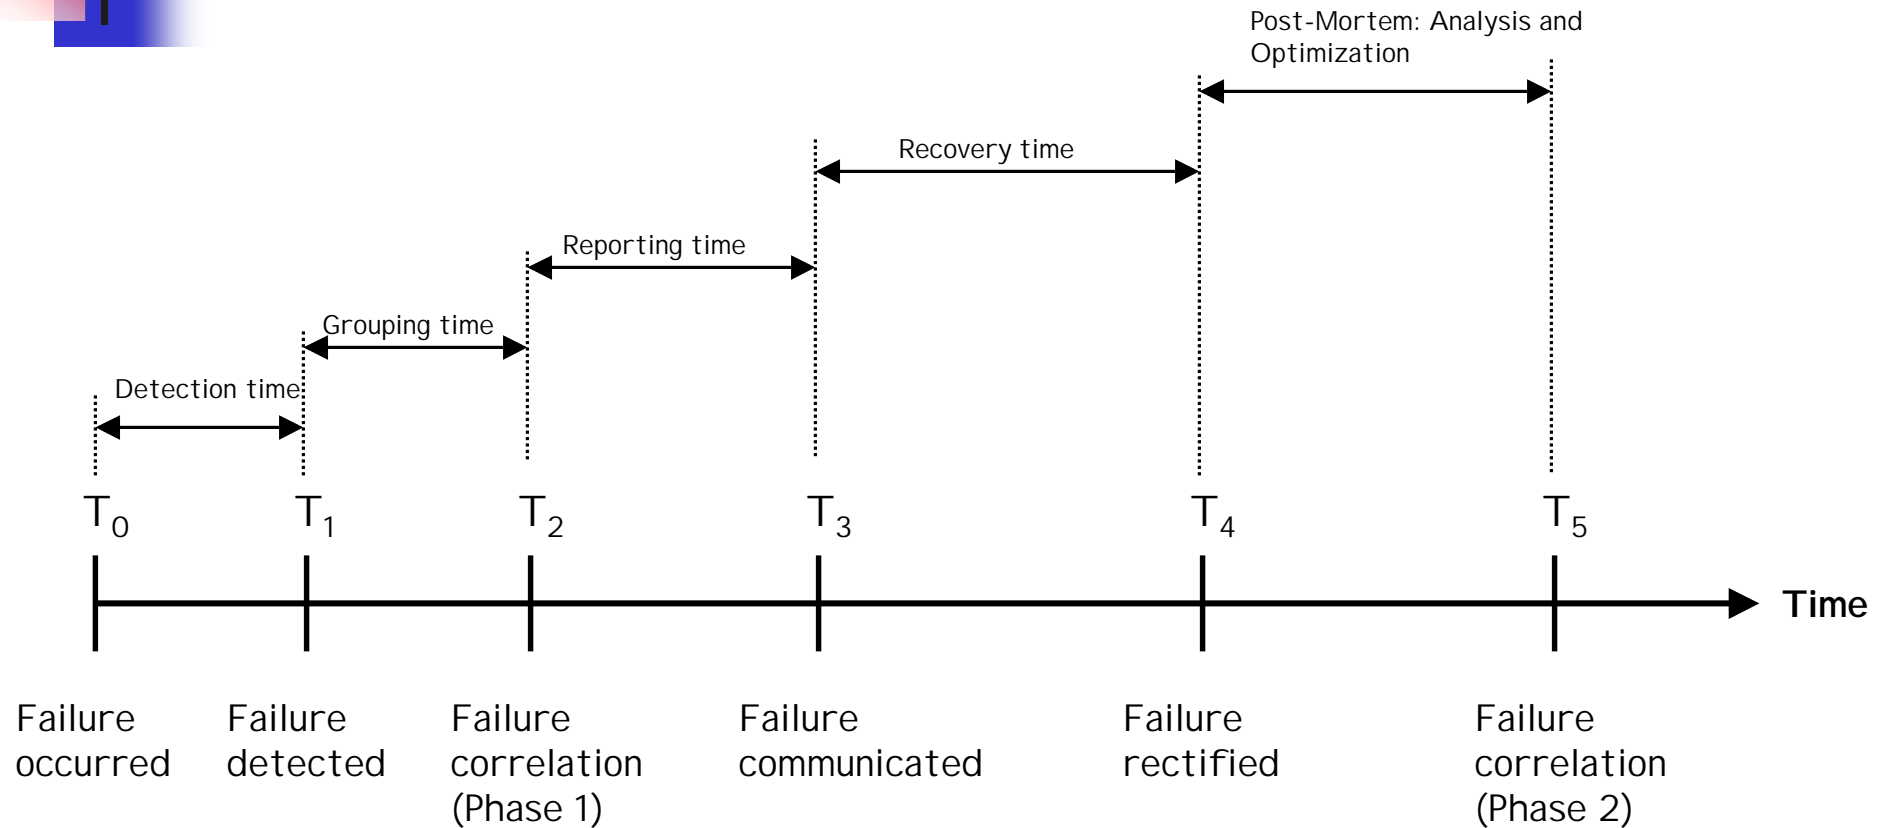 Post-Mortem: Analysis and
Optimization
Recovery time
Reporting time
Grouping time
Detection time
T0
T1
T2
T3
T4
T5
Time
Failure
occurred
Failure
detected
Failure
correlation
(Phase 1)
Failure
communicated
Failure
rectified
Failure
correlation
(Phase 2)